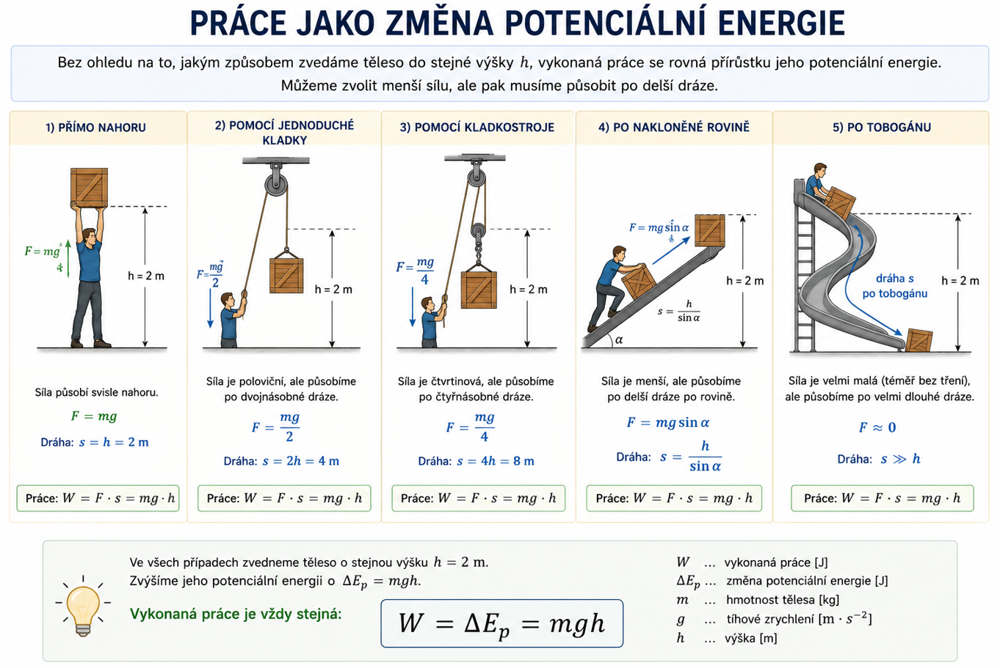 PRÁCE JAKO ZMĚNA POTENCIÁLNÍ ENERGIE
Bez ohledu na to, jakým způsobem zvedáme těleso do stejné výšky h, vykonaná práce se rovná přírůstku jeho potenciální energie.
Můžeme zvolit menší sílu, ale pak musíme působit po delší dráze.
1) PŘÍMO NAHORU
F = mg
h = 2 m
Síla působí svisle nahoru.
F = mg
Dráha: s = h = 2 m
Práce: W = F · s = mg · h
2) POMOCÍ JEDNODUCHÉ
KLADKY
F = mg/2
h = 2 m
Síla je poloviční, ale působíme
po dvojnásobné dráze.
F = mg/2
Dráha: s = 2h = 4 m
Práce: W = F · s = mg · h
3) POMOCÍ KLADKOSTROJE
F = mg/4
h = 2 m
Síla je čtvrtinová, ale působíme
po čtyřnásobné dráze.
F = mg/4
Dráha: s = 4h = 8 m
Práce: W = F · s = mg · h
4) PO NAKLONĚNÉ ROVINĚ
F = mg sin α
h = 2 m
s = h/sin α
α
Síla je menší, ale působíme
po delší dráze po rovině.
F = mg sin α
Dráha: s = h/sin α
Práce: W = F · s = mg · h
5) PO TOBOGÁNU
dráha s
po tobogánu
h = 2 m
Síla je velmi malá (téměř bez tření),
ale působíme po velmi dlouhé dráze.
F ≈ 0
Dráha: s ≫ h
Práce: W = F · s = mg · h
Ve všech případech zvedneme těleso o stejnou výšku h = 2 m.
Zvýšíme jeho potenciální energii o ΔEₚ = mgh.
Vykonaná práce je vždy stejná:
W = ΔEₚ = mgh
W ... vykonaná práce [J]
ΔEₚ ... změna potenciální energie [J]
m ... hmotnost tělesa [kg]
g ... tíhové zrychlení [m · s⁻²]
h ... výška [m]